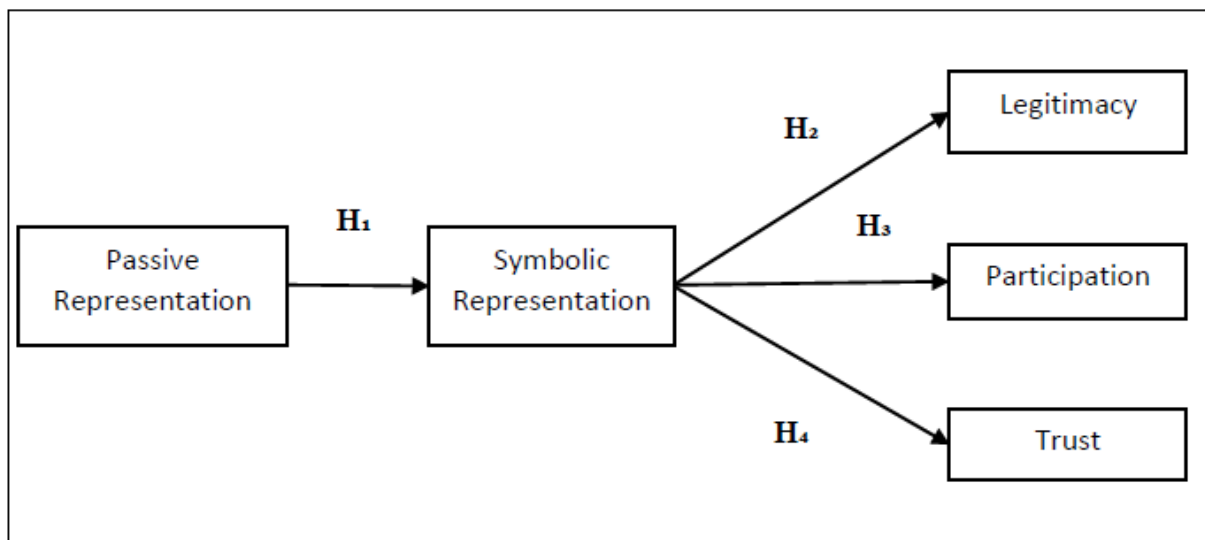 Legitimacy
H₂
H₁
H₃
Passive
Representation
Symbolic
Representation
Participation
H₄
Trust